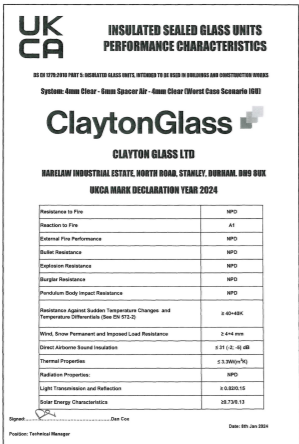 UK
CA
INSULATED SEALED GLASS UNITS
PERFORMANCE CHARACTERISTICS
BS EN 1279:2018 PART 5: INSULATED GLASS UNITS, INTENDED TO BE USED IN BUILDINGS AND CONSTRUCTION WORKS
System: 4mm Clear - 6mm Spacer Air - 4mm Clear (Worst Case Scenario IGU)
ClaytonGlass
CLAYTON GLASS LTD
HARELAW INDUSTRIAL ESTATE, NORTH ROAD, STANLEY, DURHAM. DH9 8UX
UKCA MARK DECLARATION YEAR 2024
Resistance to Fire NPD
Reaction to Fire A1
External Fire Performance NPD
Bullet Resistance NPD
Explosion Resistance NPD
Burglar Resistance NPD
Pendulum Body Impact Resistance NPD
Resistance Against Sudden Temperature Changes and
Temperature Differentials (See EN 572-2) ≥ 40+40K
Wind, Snow Permanent and Imposed Load Resistance ≥ 4+4 mm
Direct Airborne Sound Insulation ≤ 31 (-2; -5) dB
Thermal Properties ≤ 3.3W/(m²K)
Radiation Properties: NPD
Light Transmission and Reflection ≥ 0.82/0.15
Solar Energy Characteristics ≥0.73/0.13
Signed: Dan Coe
Date: 8th Jan 2024
Position: Technical Manager